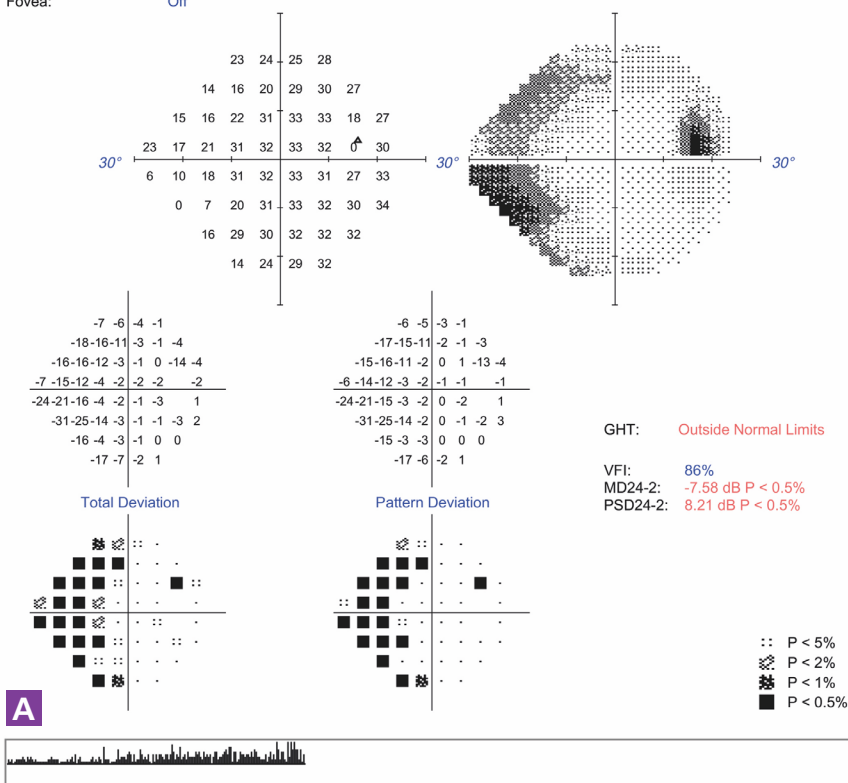 Fovea: Off
23 24 25 28
14 16 20 29 30 27
15 16 22 31 33 33 18 27
23 17 21 31 32 33 32 0 30
30° 30° 30°
6 10 18 31 32 33 31 27 33
0 7 20 31 33 32 30 34
16 29 30 32 32 32
14 24 29 32
-7 -6 -4 -1
-18 -16 -11 -3 -1 -4
-16 -16 -12 -3 -1 0 -14 -4
-7 -15 -12 -4 -2 -2 -2 -2
-24 -21 -16 -4 -2 -1 -3 1
-31 -25 -14 -3 -1 -1 -3 2
-16 -4 -3 -1 0 0
-17 -7 -2 1
Total Deviation
-6 -5 -3 -1
-17 -15 -11 -2 -1 -3
-15 -16 -11 -2 0 1 -13 -4
-6 -14 -12 -3 -2 -1 -1 -1
-24 -21 -15 -3 -2 0 -2 1
-31 -25 -14 -2 0 -1 -2 3
-15 -3 -3 0 0 0
-17 -6 -2 1
Pattern Deviation
GHT: Outside Normal Limits
VFI: 86%
MD24-2: -7.58 dB P < 0.5%
PSD24-2: 8.21 dB P < 0.5%
P < 5%
P < 2%
P < 1%
P < 0.5%
A